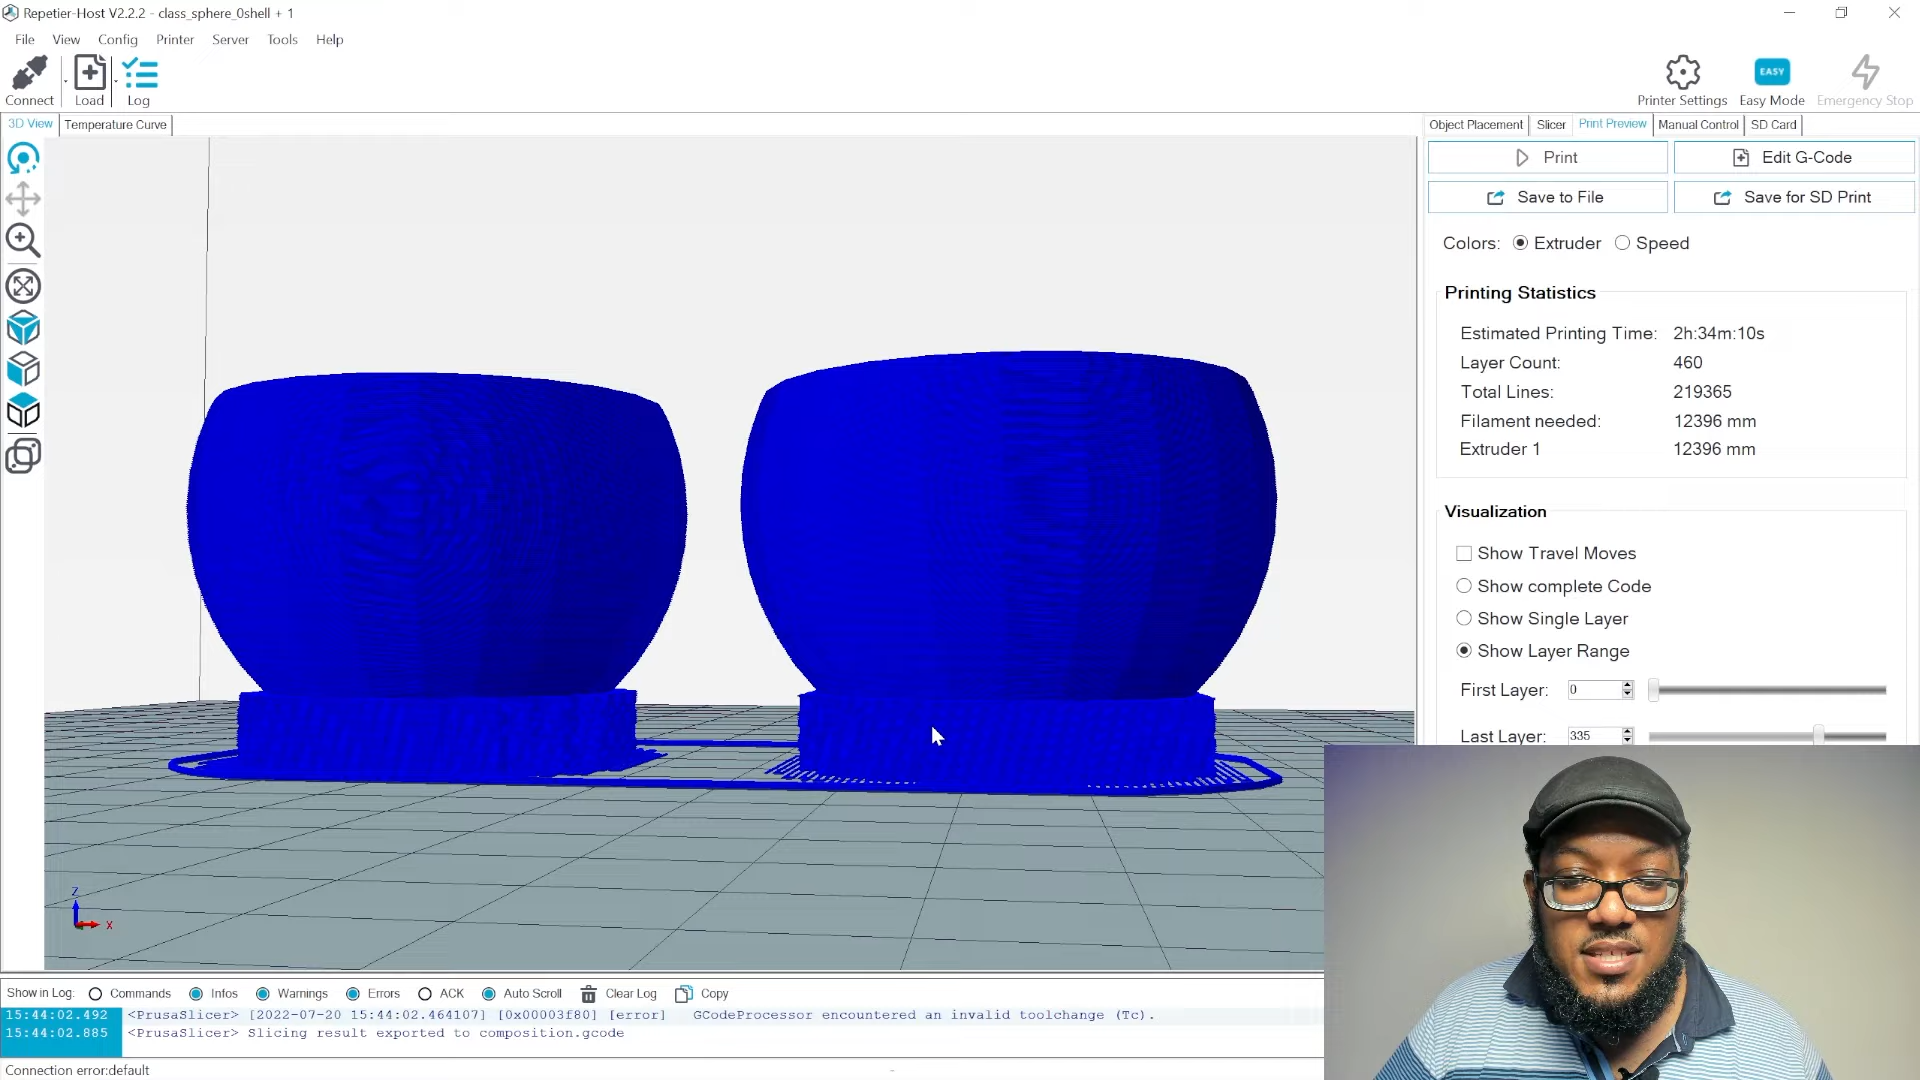 Repetier-Host V2.2.2 - class_sphere_0shell + 1
File View Config Printer Server Tools Help
Connect Load Log Printer Settings EASY Easy Mode Emergency Stop
3D View Temperature Curve
Object Placement Slicer Print Preview Manual Control SD Card
Print Edit G-Code
Save to File Save for SD Print
Colors: Extruder Speed
Printing Statistics
Estimated Printing Time: 2h:34m:10s
Layer Count: 460
Total Lines: 219365
Filament needed: 12396 mm
Extruder 1 12396 mm
Visualization
Show Travel Moves
Show complete Code
Show Single Layer
Show Layer Range
First Layer: 0
Last Layer: 335
Z
X
Show in Log: Commands Infos Warnings Errors ACK Auto Scroll Clear Log Copy
15:44:02.492 <PrusaSlicer> [2022-07-20 15:44:02.464107] [0x00003f80] [error] GCodeProcessor encountered an invalid toolchange (Tc).
15:44:02.885 <PrusaSlicer> Slicing result exported to composition.gcode
Connection error:default -